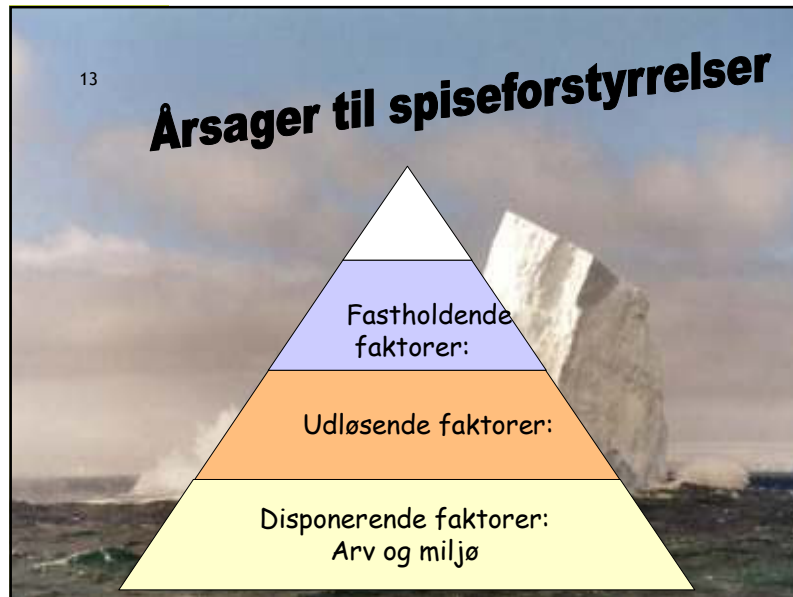 13
Årsager til spiseforstyrrelser
Fastholdende
faktorer:
Udløsende faktorer:
Disponerende faktorer:
Arv og miljø